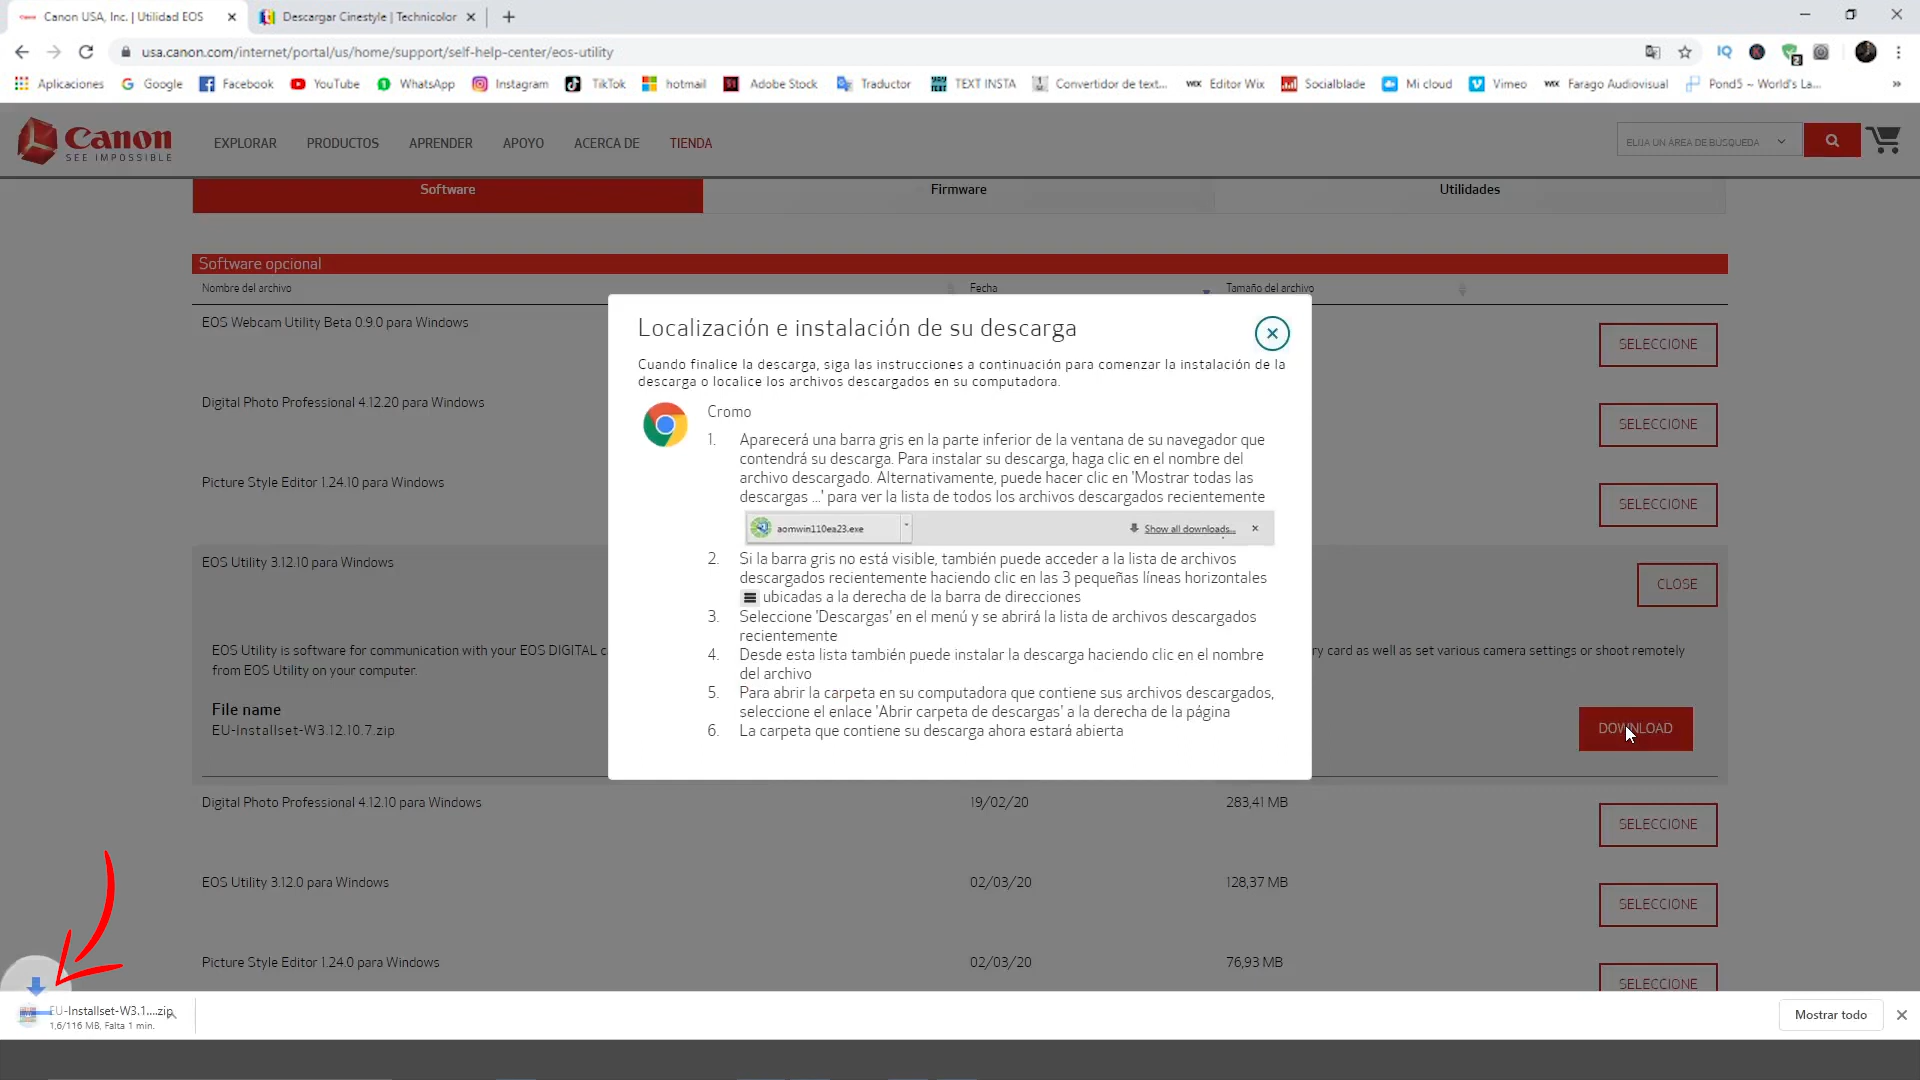 Canon USA, Inc. | Utilidad EOS
Descargar Cinestyle | Technicolor
usa.canon.com/internet/portal/us/home/support/self-help-center/eos-utility
Aplicaciones
Google
Facebook
YouTube
WhatsApp
Instagram
TikTok
hotmail
Adobe Stock
Traductor
TEXT INSTA
Convertidor de text...
Editor Wix
Socialblade
Mi cloud
Vimeo
Farago Audiovisual
Pond5 ~ World's La...
Canon
SEE IMPOSSIBLE
EXPLORAR
PRODUCTOS
APRENDER
APOYO
ACERCA DE
TIENDA
ELIJA UN ÁREA DE BÚSQUEDA
Software
Firmware
Utilidades
Software opcional
Nombre del archivo
Fecha
Tamaño del archivo
EOS Webcam Utility Beta 0.9.0 para Windows
SELECCIONE
Digital Photo Professional 4.12.20 para Windows
SELECCIONE
Picture Style Editor 1.24.10 para Windows
SELECCIONE
EOS Utility 3.12.10 para Windows
CLOSE
EOS Utility is software for communication with your EOS DIGITAL c
ry card as well as set various camera settings or shoot remotely
from EOS Utility on your computer.
File name
EU-Installset-W3.12.10.7.zip
DOWNLOAD
Localización e instalación de su descarga
Cuando finalice la descarga, siga las instrucciones a continuación para comenzar la instalación de la
descarga o localice los archivos descargados en su computadora.
Cromo
1. Aparecerá una barra gris en la parte inferior de la ventana de su navegador que
contendrá su descarga. Para instalar su descarga, haga clic en el nombre del
archivo descargado. Alternativamente, puede hacer clic en 'Mostrar todas las
descargas ...' para ver la lista de todos los archivos descargados recientemente
aomwin110ea23.exe
Show all downloads...
2. Si la barra gris no está visible, también puede acceder a la lista de archivos
descargados recientemente haciendo clic en las 3 pequeñas líneas horizontales
ubicadas a la derecha de la barra de direcciones
3. Seleccione 'Descargas' en el menú y se abrirá la lista de archivos descargados
recientemente
4. Desde esta lista también puede instalar la descarga haciendo clic en el nombre
del archivo
5. Para abrir la carpeta en su computadora que contiene sus archivos descargados,
seleccione el enlace 'Abrir carpeta de descargas' a la derecha de la página
6. La carpeta que contiene su descarga ahora estará abierta
Digital Photo Professional 4.12.10 para Windows
19/02/20
283,41 MB
SELECCIONE
EOS Utility 3.12.0 para Windows
02/03/20
128,37 MB
SELECCIONE
Picture Style Editor 1.24.0 para Windows
02/03/20
76,93 MB
SELECCIONE
EU-Installset-W3.1....zip
1,6/116 MB, Falta 1 min.
Mostrar todo